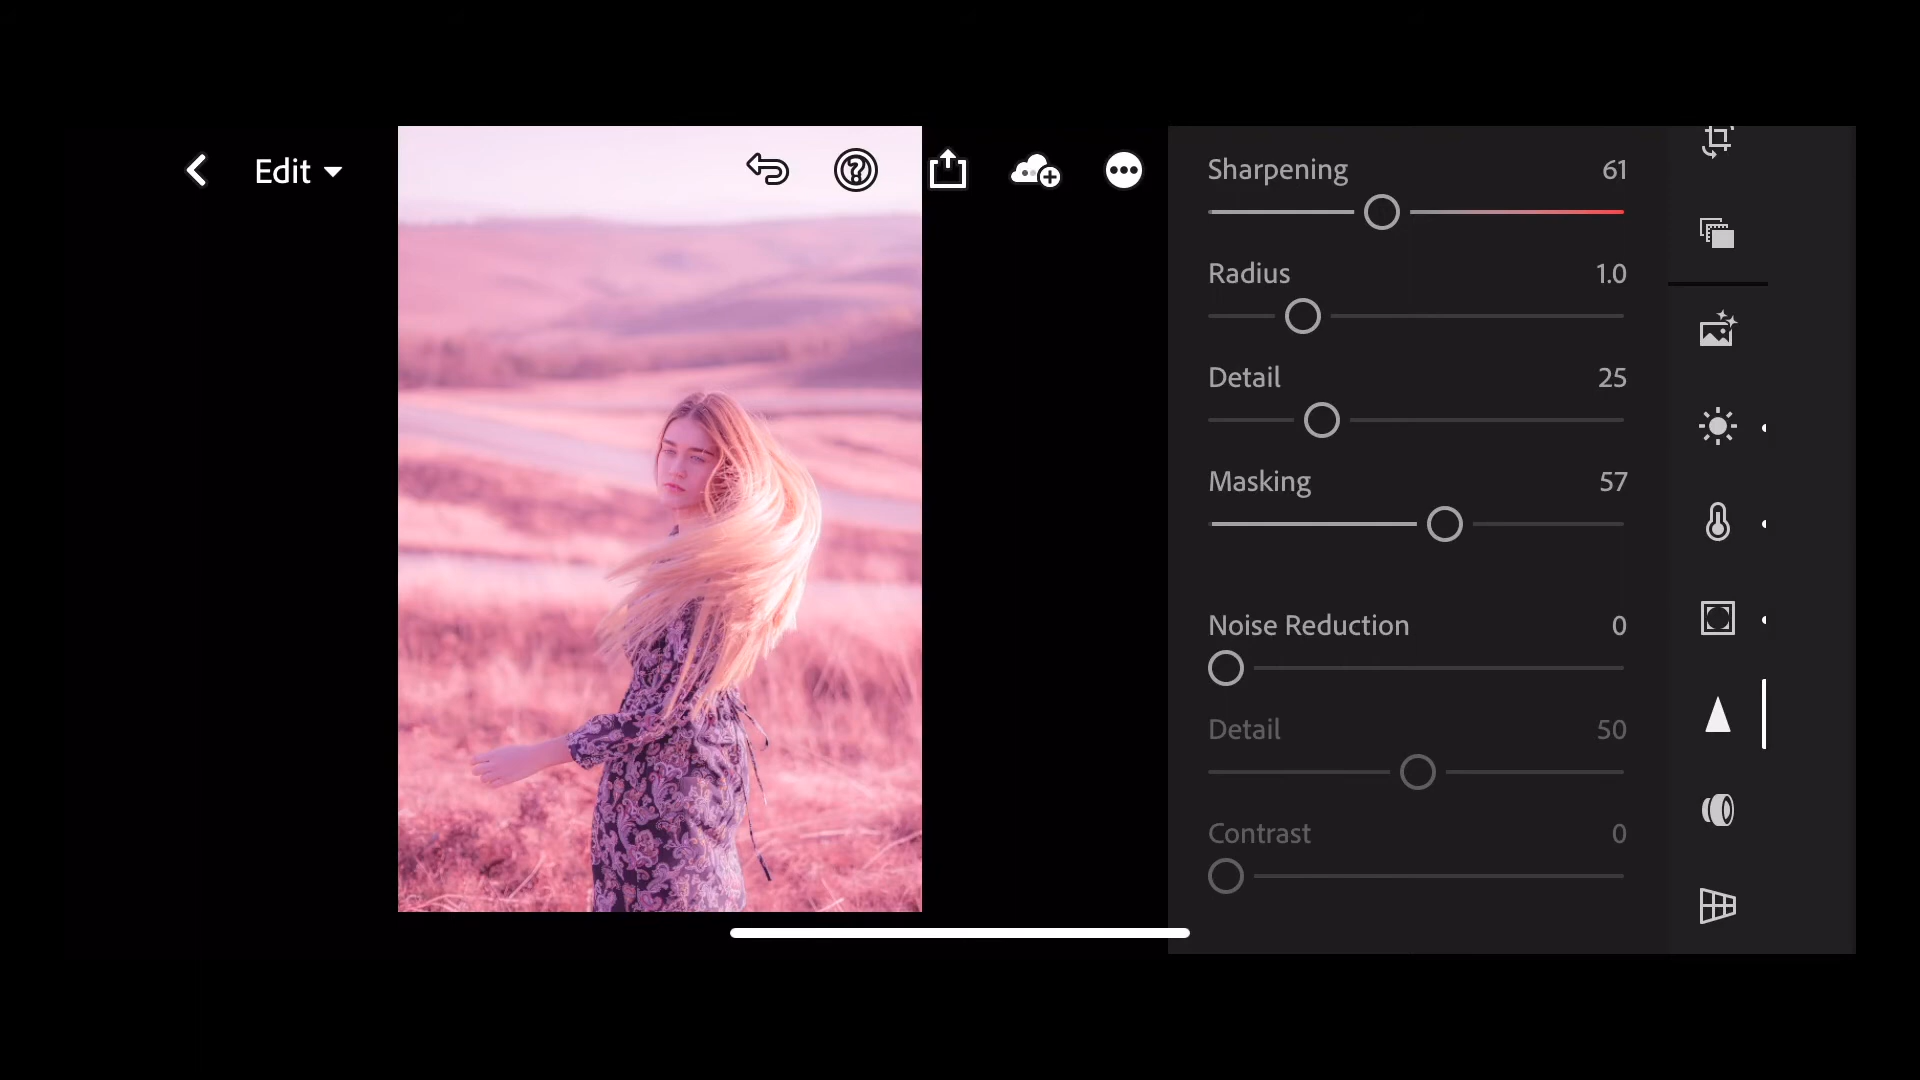 Edit
Sharpening 61
Radius 1.0
Detail 25
Masking 57
Noise Reduction 0
Detail 50
Contrast 0